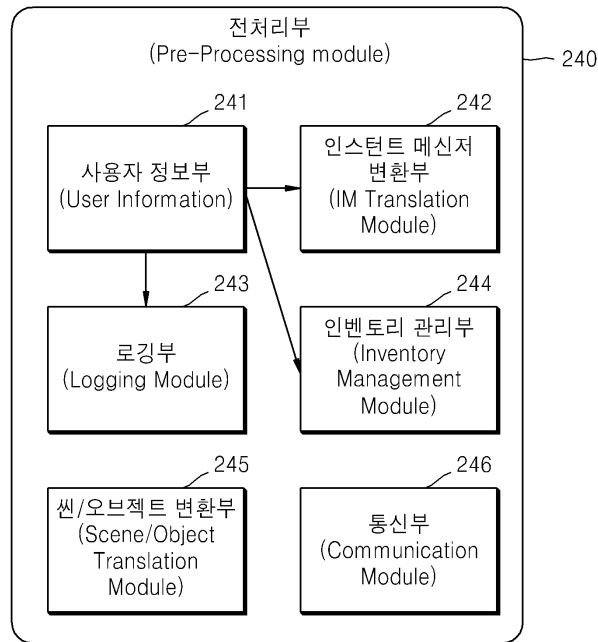 전처리부
(Pre-Processing module)
240
241
242
사용자 정보부
(User Information)
인스턴트 메신저
변환부
(IM Translation
Module)
243
244
로깅부
(Logging Module)
인벤토리 관리부
(Inventory
Management
Module)
245
246
씬/오브젝트 변환부
(Scene/Object
Translation
Module)
통신부
(Communication
Module)